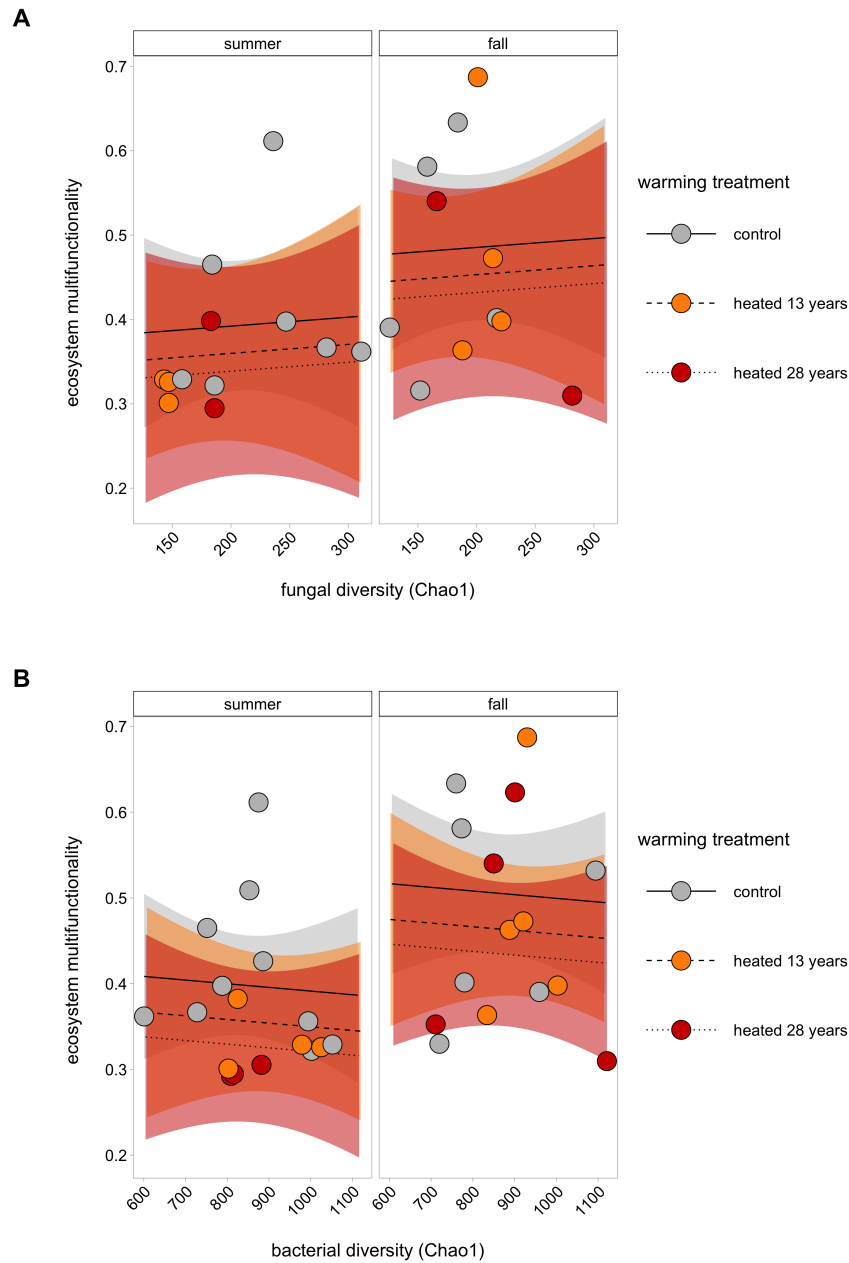 A
summer fall
0.7
0.6
0.5
0.4
0.3
0.2
ecosystem multifunctionality
150 200 250 300 150 200 250 300
fungal diversity (Chao1)
warming treatment
control
heated 13 years
heated 28 years
B
summer fall
0.7
0.6
0.5
0.4
0.3
0.2
ecosystem multifunctionality
600 700 800 900 1000 1100 600 700 800 900 1000 1100
bacterial diversity (Chao1)
warming treatment
control
heated 13 years
heated 28 years